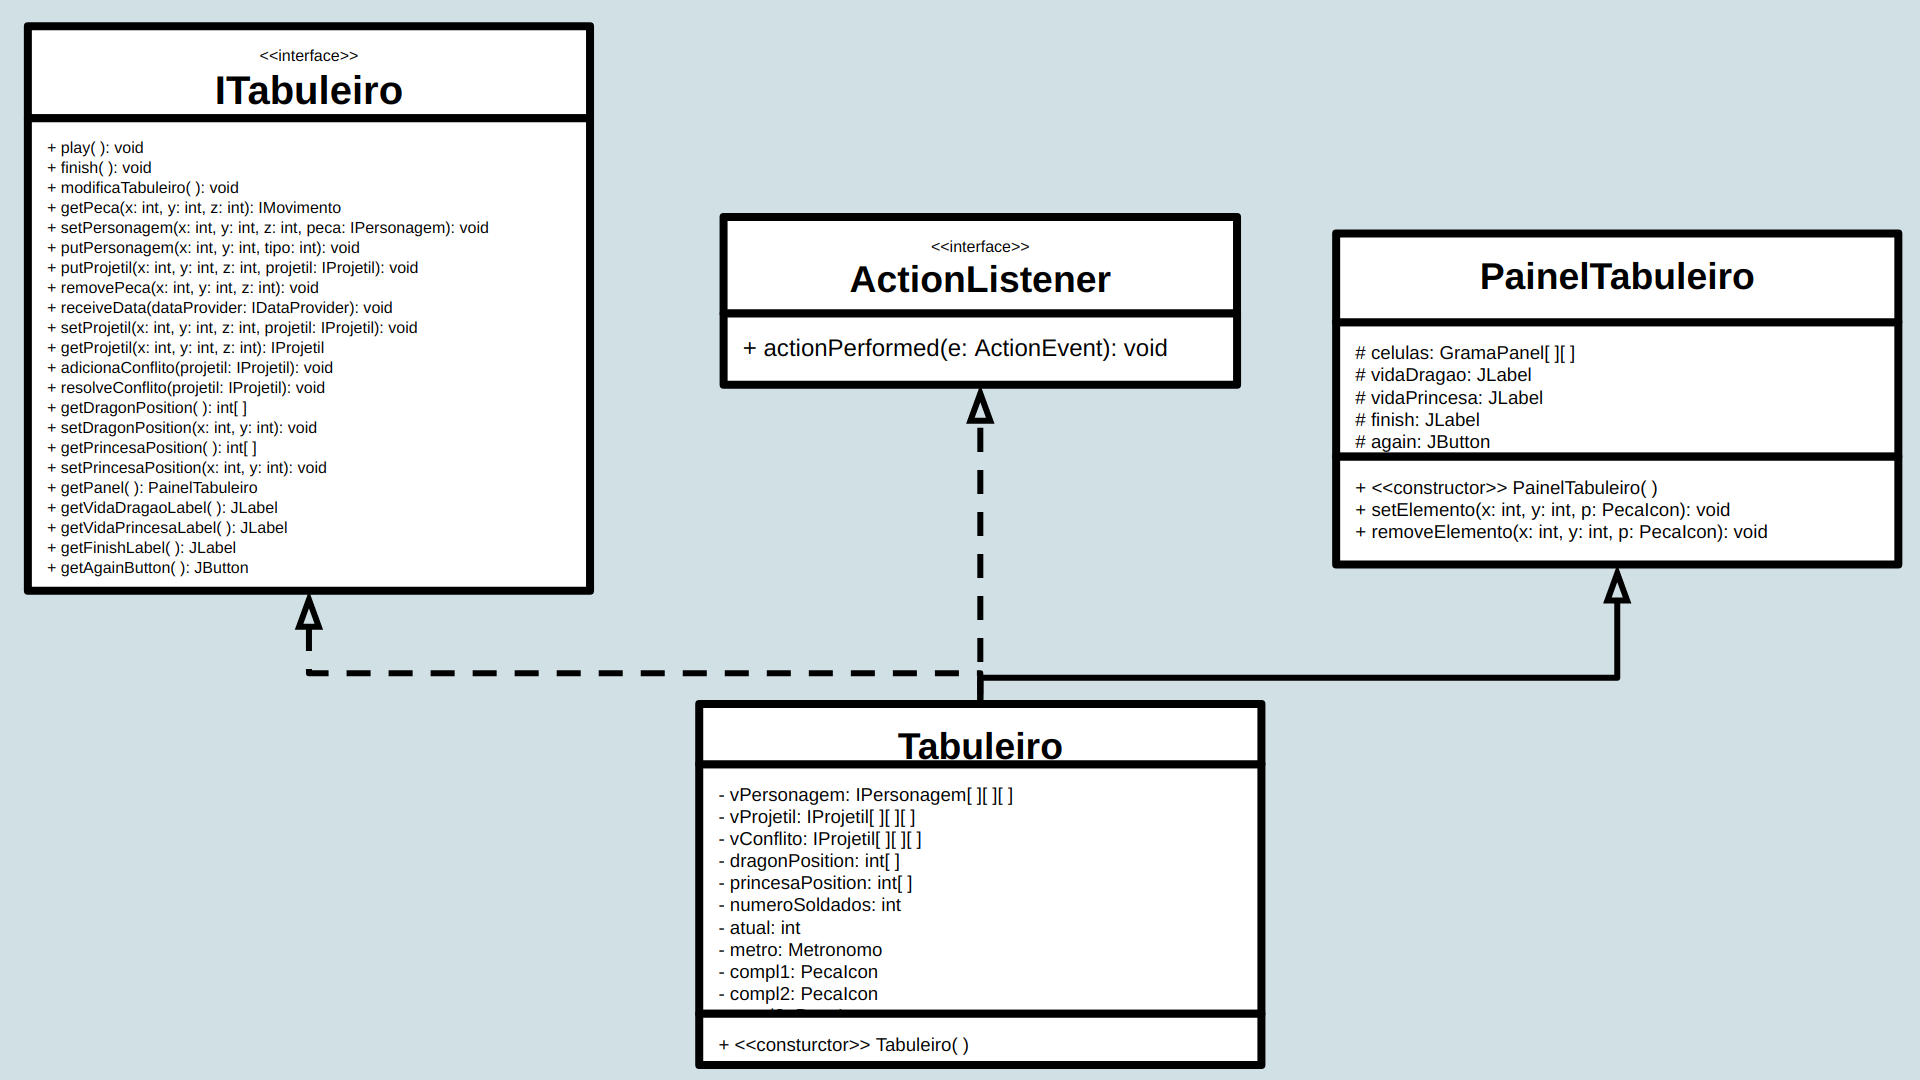 <<interface>>
ITabuleiro
+ play( ): void
+ finish( ): void
+ modificaTabuleiro( ): void
+ getPeca(x: int, y: int, z: int): IMovimento
+ setPersonagem(x: int, y: int, z: int, peca: IPersonagem): void
+ putPersonagem(x: int, y: int, tipo: int): void
+ putProjetil(x: int, y: int, z: int, projetil: IProjetil): void
+ removePeca(x: int, y: int, z: int): void
+ receiveData(dataProvider: IDataProvider): void
+ setProjetil(x: int, y: int, z: int, projetil: IProjetil): void
+ getProjetil(x: int, y: int, z: int): IProjetil
+ adicionaConflito(projetil: IProjetil): void
+ resolveConflito(projetil: IProjetil): void
+ getDragonPosition( ): int[ ]
+ setDragonPosition(x: int, y: int): void
+ getPrincesaPosition( ): int[ ]
+ setPrincesaPosition(x: int, y: int): void
+ getPanel( ): PainelTabuleiro
+ getVidaDragaoLabel( ): JLabel
+ getVidaPrincesaLabel( ): JLabel
+ getFinishLabel( ): JLabel
+ getAgainButton( ): JButton
<<interface>>
ActionListener
+ actionPerformed(e: ActionEvent): void
PainelTabuleiro
# celulas: GramaPanel[ ][ ]
# vidaDragao: JLabel
# vidaPrincesa: JLabel
# finish: JLabel
# again: JButton
+ <<constructor>> PainelTabuleiro( )
+ setElemento(x: int, y: int, p: PecaIcon): void
+ removeElemento(x: int, y: int, p: PecaIcon): void
Tabuleiro
- vPersonagem: IPersonagem[ ][ ][ ]
- vProjetil: IProjetil[ ][ ][ ]
- vConflito: IProjetil[ ][ ][ ]
- dragonPosition: int[ ]
- princesaPosition: int[ ]
- numeroSoldados: int
- atual: int
- metro: Metronomo
- compl1: PecaIcon
- compl2: PecaIcon
+ <<consturctor>> Tabuleiro( )